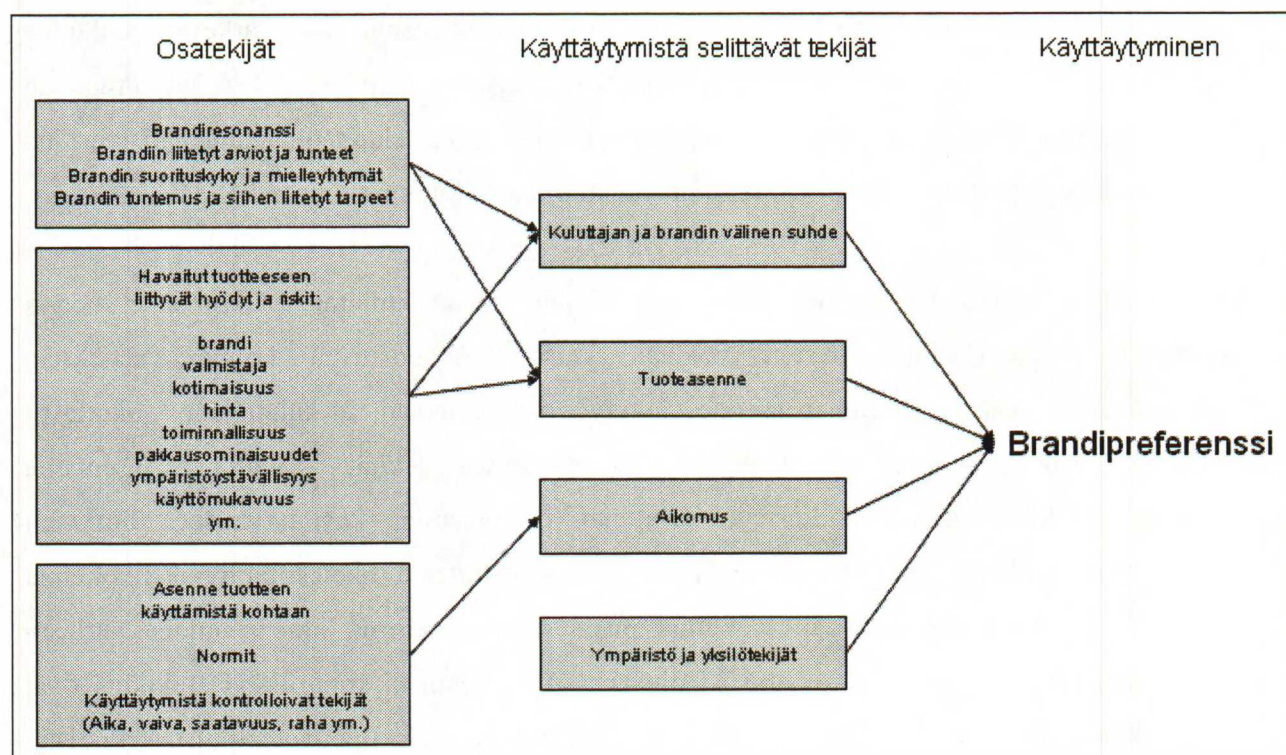 Osatekijät
Käyttäytymistä selittävät tekijät
Käyttäytyminen
Brandiresonanssi
Brandiin liitetyt arviot ja tunteet
Brandin suorituskyky ja mielleyhtymät
Brandin tuntemus ja siihen liitetyt tarpeet
Havaitut tuotteeseen
liittyvät hyödyt ja riskit:
brandi
valmistaja
kotimaisuus
hinta
toiminnallisuus
pakkausominaisuudet
ympäristöystävällisyys
käyttömukavuus
ym.
Asenne tuotteen
käyttämistä kohtaan
Normit
Käyttäytymistä kontrolloivat tekijät
(Aika, vaiva, saatavuus, raha ym.)
Kuluttajan ja brandin välinen suhde
Tuoteasenne
Aikomus
Ympäristö ja yksilötekijät
Brandipreferenssi